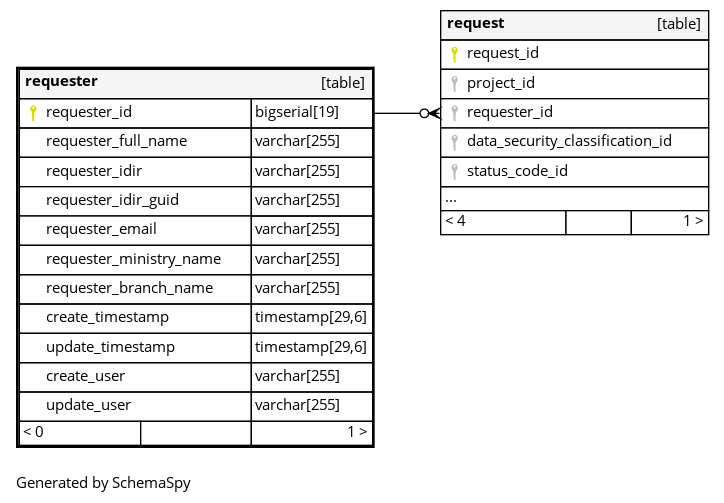 requester [table]
requester_id bigserial[19]
requester_full_name varchar[255]
requester_idir varchar[255]
requester_idir_guid varchar[255]
requester_email varchar[255]
requester_ministry_name varchar[255]
requester_branch_name varchar[255]
create_timestamp timestamp[29,6]
update_timestamp timestamp[29,6]
create_user varchar[255]
update_user varchar[255]
< 0 1 >
request [table]
request_id
project_id
requester_id
data_security_classification_id
status_code_id
...
< 4 1 >
Generated by SchemaSpy